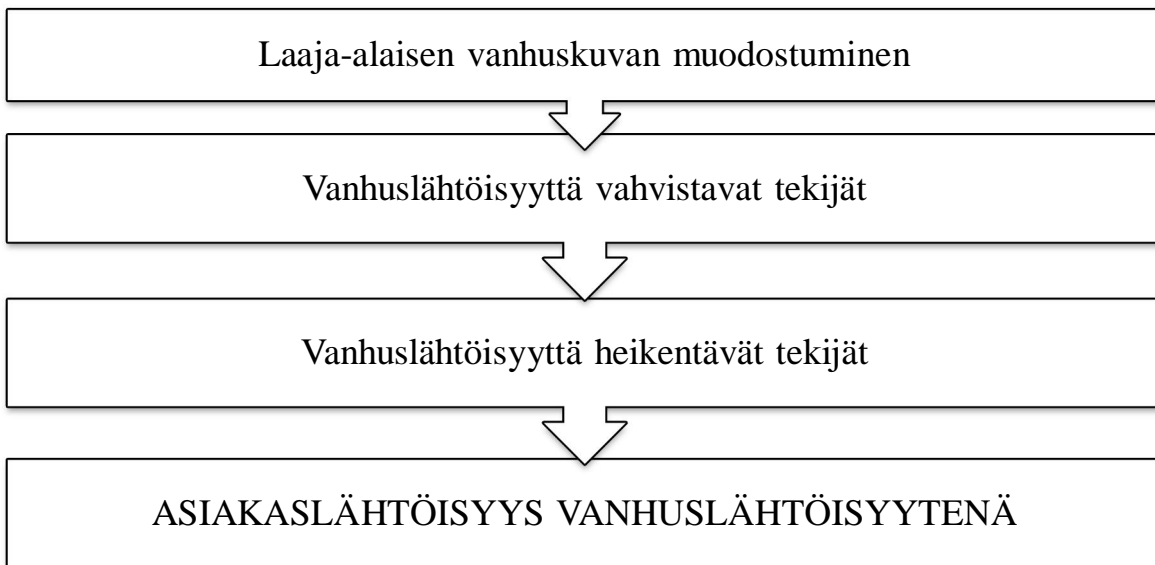 Laaja-alaisen vanhuskuvan muodostuminen
Vanhuslähtöisyyttä vahvistavat tekijät
Vanhuslähtöisyyttä heikentävät tekijät
ASIAKASLÄHTÖISYYS VANHUSLÄHTÖISYYTENÄ